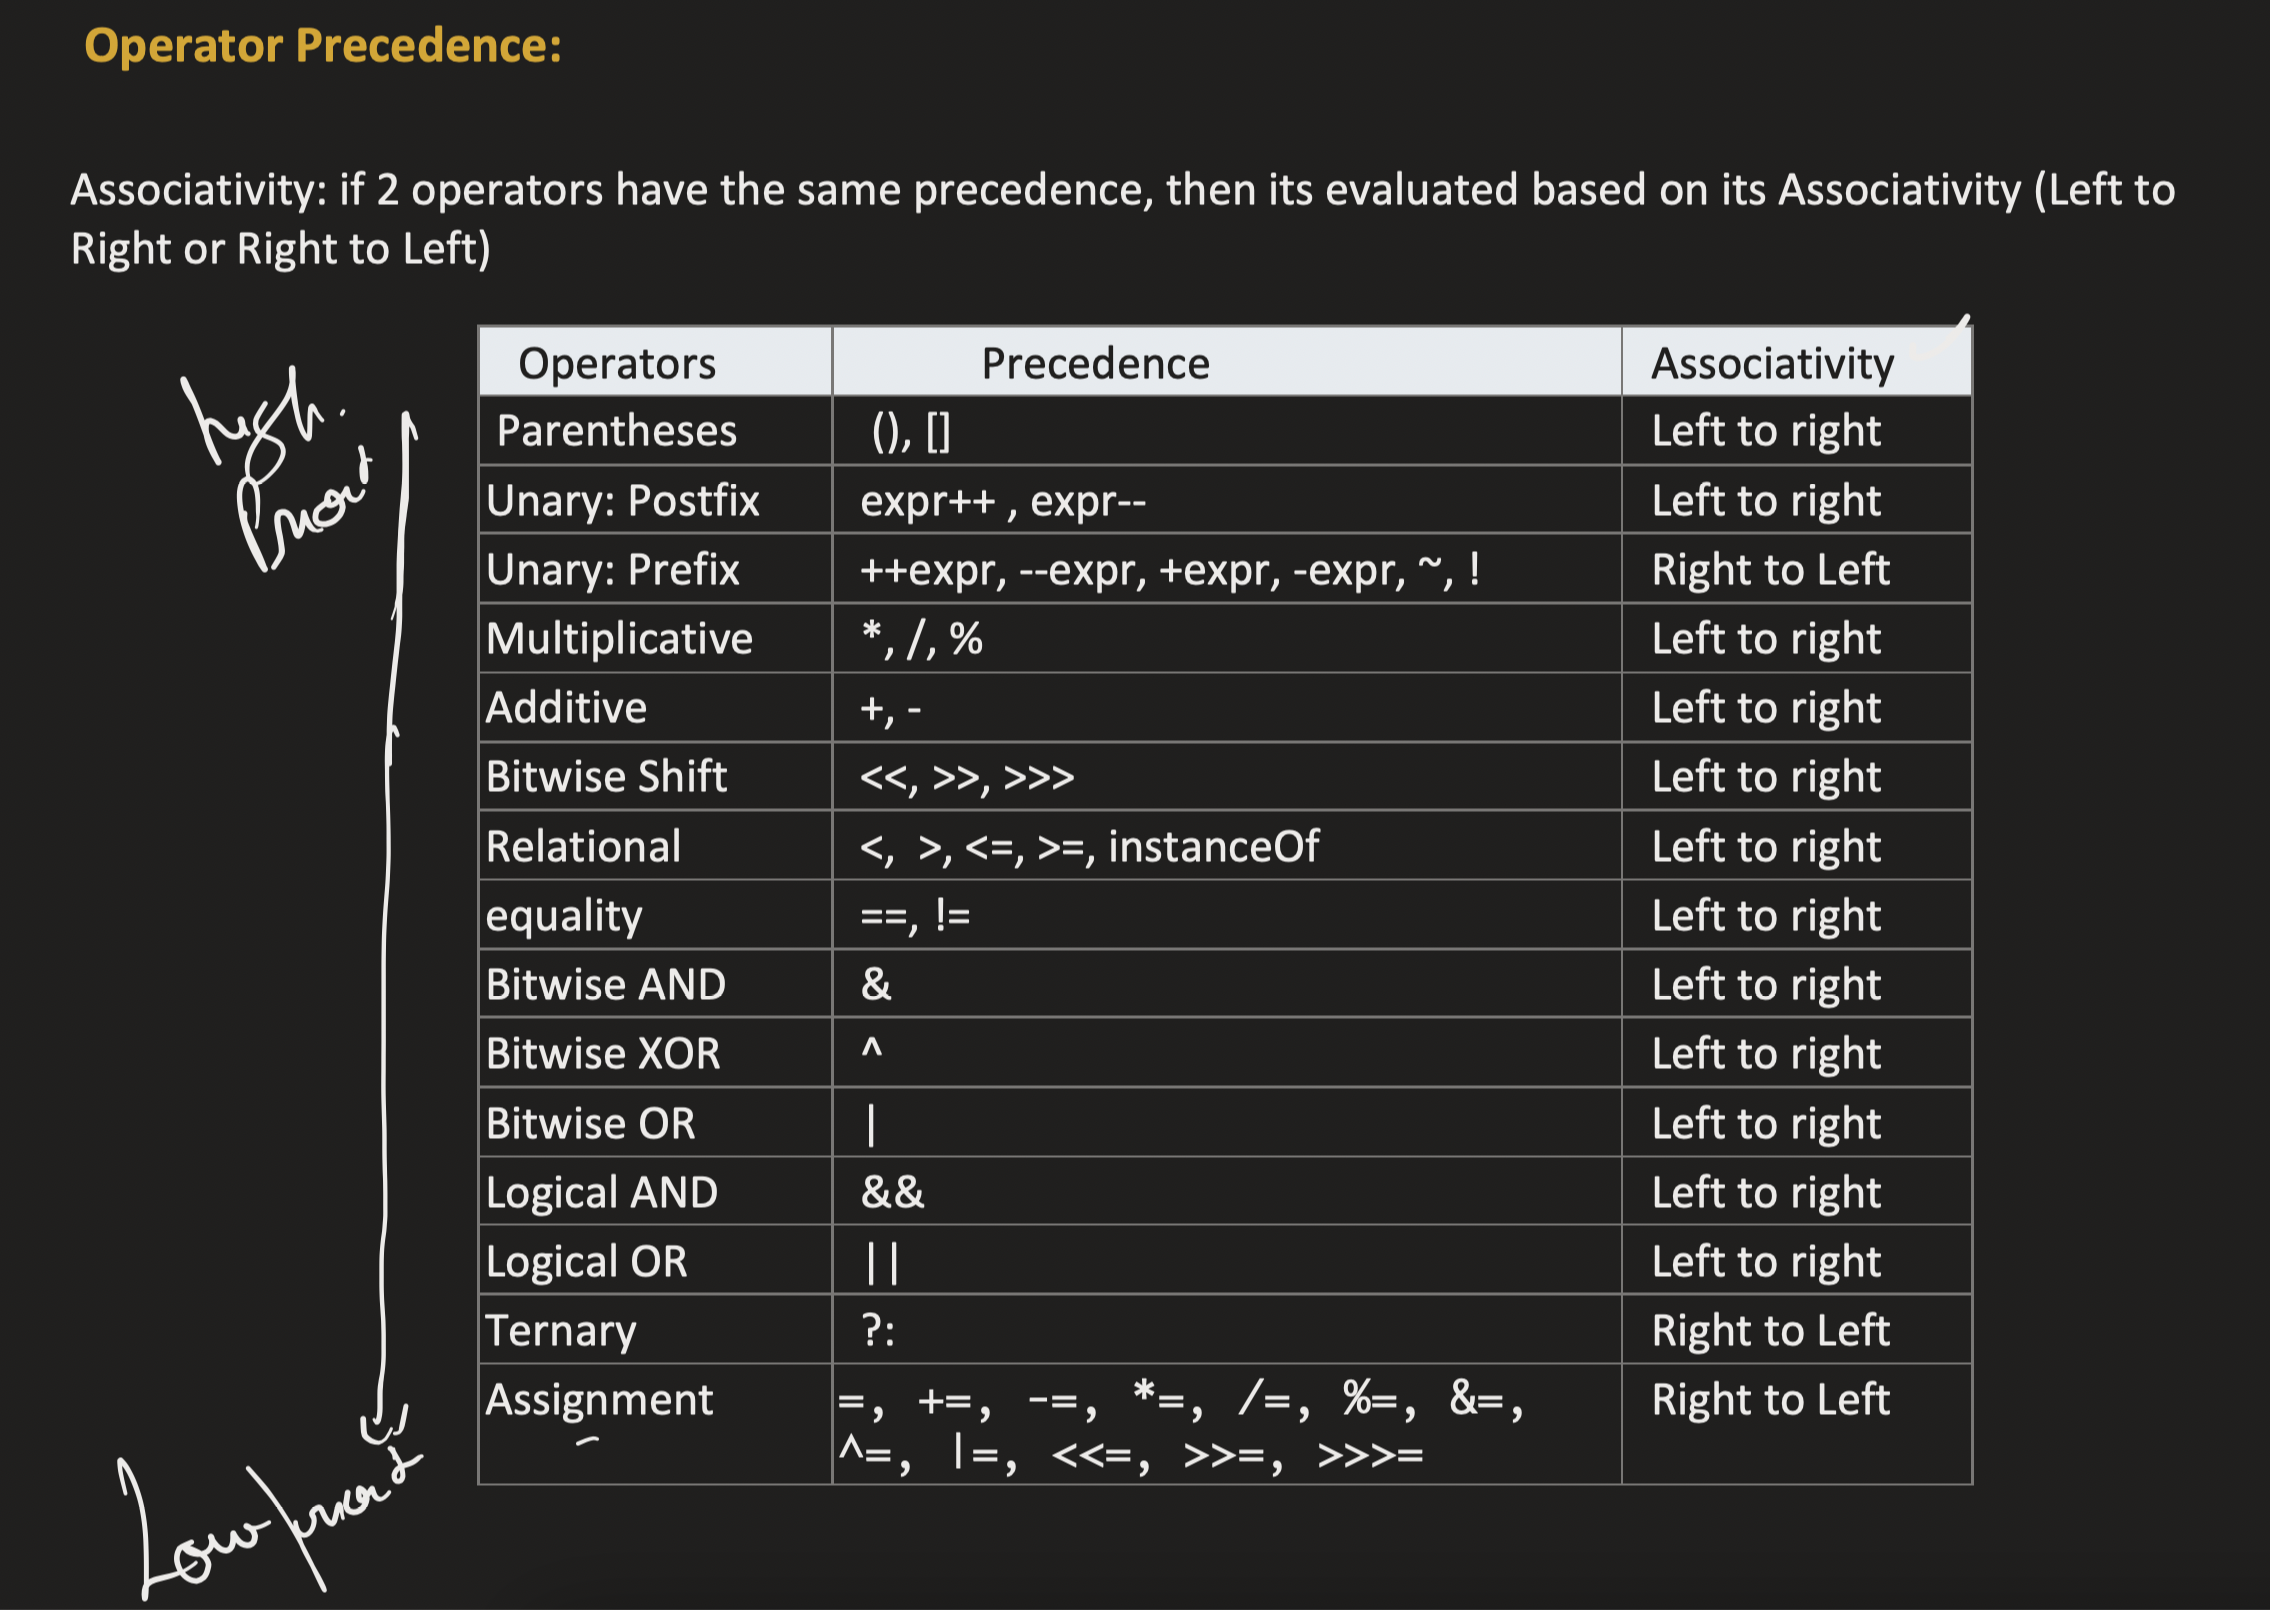 Operator Precedence:
Associativity: if 2 operators have the same precedence, then its evaluated based on its Associativity (Left to
Right or Right to Left)
High.
Operators Precedence Associativity
Parentheses (), [] Left to right
Unary: Postfix expr++ , expr-- Left to right
Unary: Prefix ++expr, --expr, +expr, -expr, ~, ! Right to Left
Multiplicative *, /, % Left to right
Additive +, - Left to right
Bitwise Shift <<, >>, >>> Left to right
Relational <, >, <=, >=, instanceOf Left to right
equality ==, != Left to right
Bitwise AND & Left to right
Bitwise XOR ^ Left to right
Bitwise OR | Left to right
Logical AND && Left to right
Logical OR || Left to right
Ternary ?: Right to Left
Assignment =, +=, -=, *=, /=, %=, &=, Right to Left
^=, |=, <<=, >>=, >>>=
Low